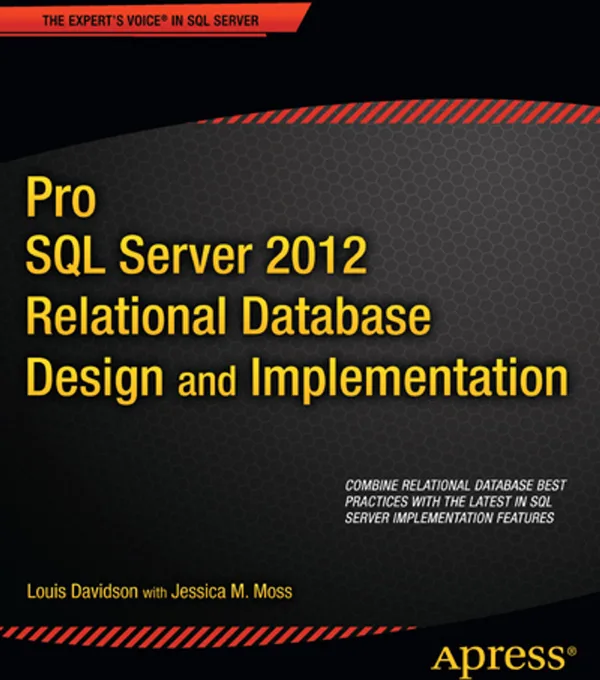 THE EXPERT'S VOICE® IN SQL SERVER
Pro
SQL Server 2012
Relational Database
Design and Implementation
COMBINE RELATIONAL DATABASE BEST
PRACTICES WITH THE LATEST IN SQL
SERVER IMPLEMENTATION FEATURES
Louis Davidson with Jessica M. Moss
Apress®